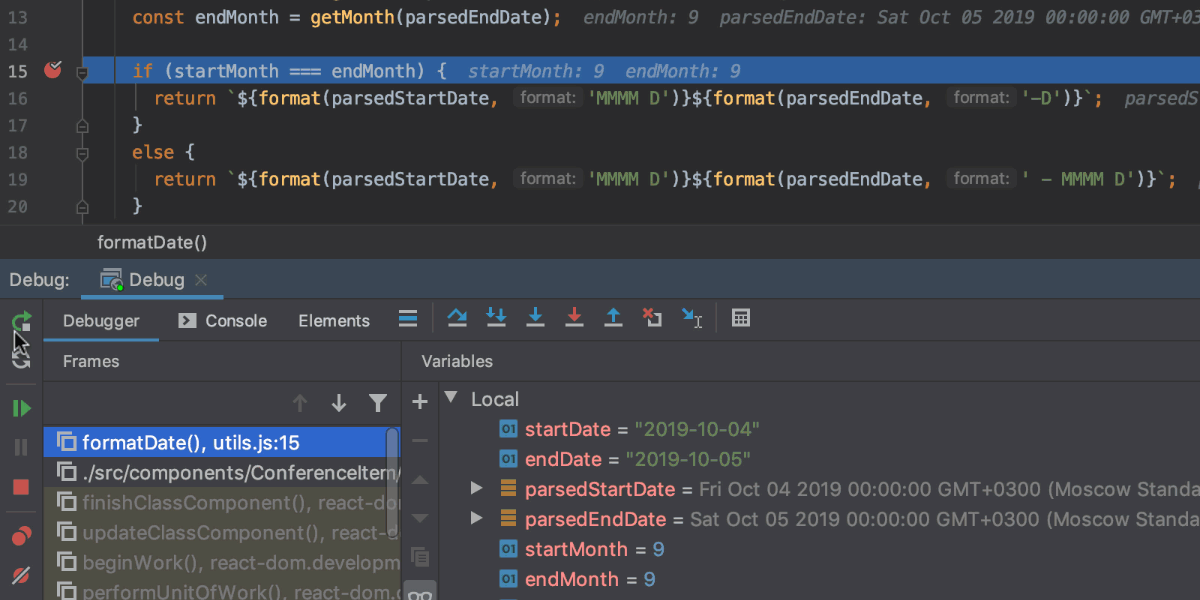 13 const endMonth = getMonth(parsedEndDate); endMonth: 9 parsedEndDate: Sat Oct 05 2019 00:00:00 GMT+03
14
15 if (startMonth === endMonth) { startMonth: 9 endMonth: 9
16 return `${format(parsedStartDate, format: 'MMMM D')}${format(parsedEndDate, format: '-D')}`; parsedS
17 }
18 else {
19 return `${format(parsedStartDate, format: 'MMMM D')}${format(parsedEndDate, format: ' - MMMM D')}`;
20 }
formatDate()
Debug: Debug
Debugger Console Elements
Frames
Variables
formatDate(), utils.js:15
./src/components/ConferenceItem/
finishClassComponent(), react-do
updateClassComponent(), react-d
beginWork(), react-dom.developm
performUnitOfWork(), react-dom.
Local
01 startDate = "2019-10-04"
01 endDate = "2019-10-05"
parsedStartDate = Fri Oct 04 2019 00:00:00 GMT+0300 (Moscow Standa
parsedEndDate = Sat Oct 05 2019 00:00:00 GMT+0300 (Moscow Standa
01 startMonth = 9
01 endMonth = 9